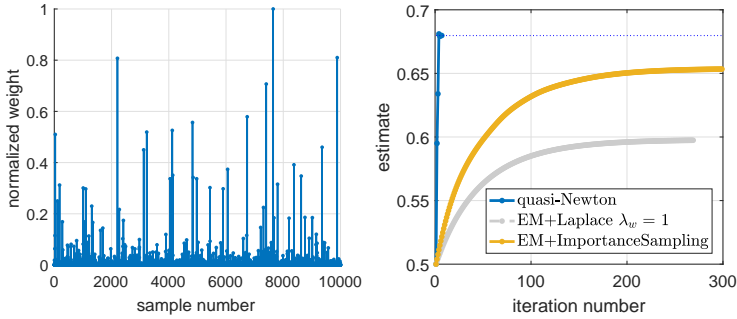 normalized weight
1
0.8
0.6
0.4
0.2
0
0 2000 4000 6000 8000 10000
sample number
estimate
0.7
0.65
0.6
0.55
0.5
quasi-Newton
EM+Laplace λ_w = 1
EM+ImportanceSampling
0 100 200 300
iteration number